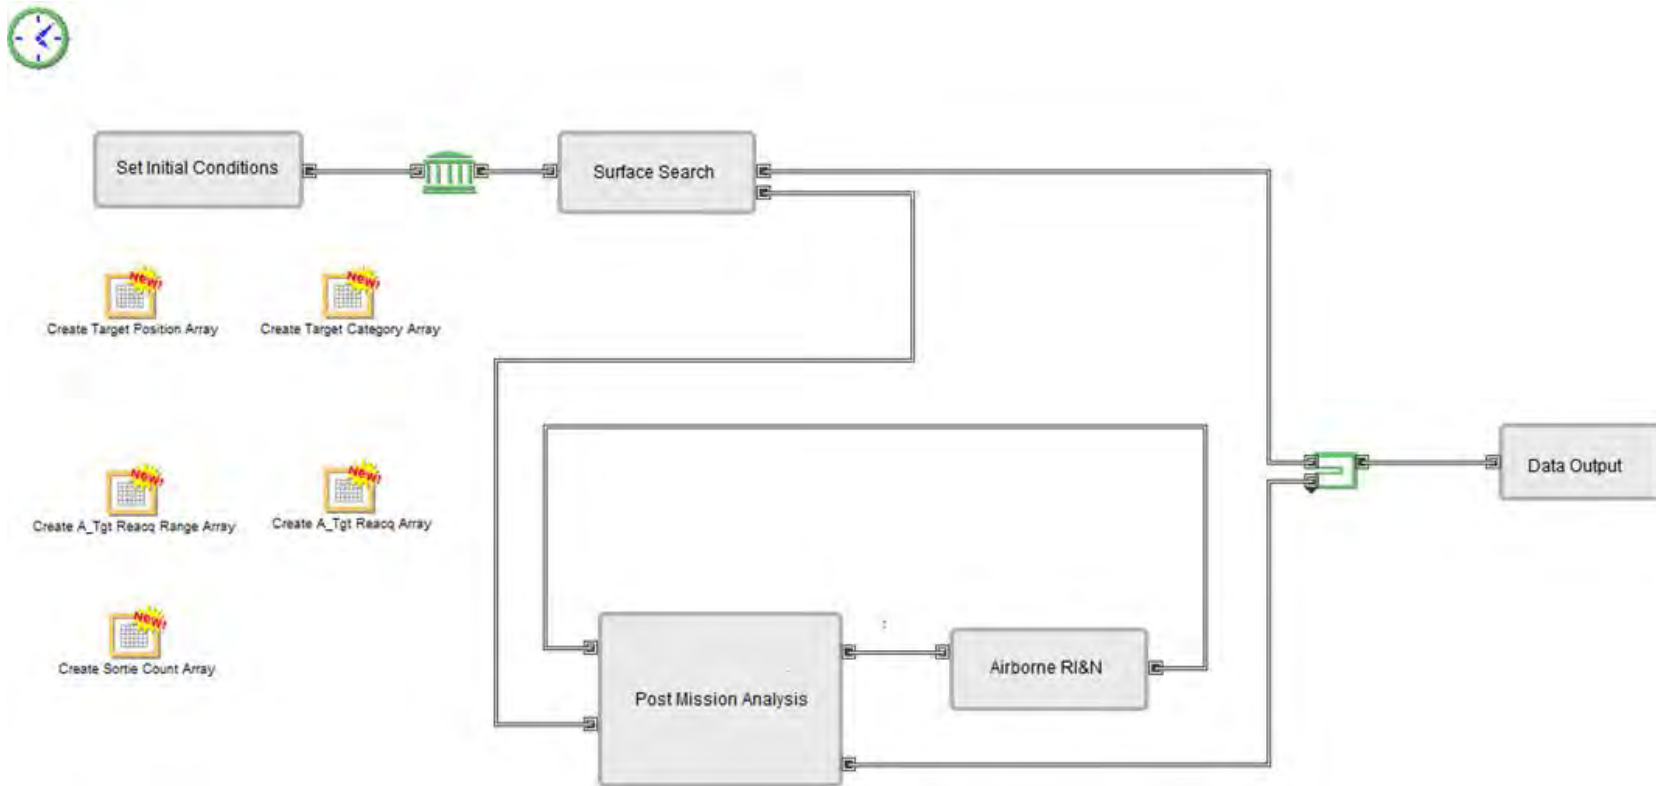 Set Initial Conditions
Surface Search
New!
New!
Create Target Position Array
Create Target Category Array
New!
New!
Create A_Tgt Reacq Range Array
Create A_Tgt Reacq Array
Data Output
New!
Create Sortie Count Array
Post Mission Analysis
Airborne RI&N